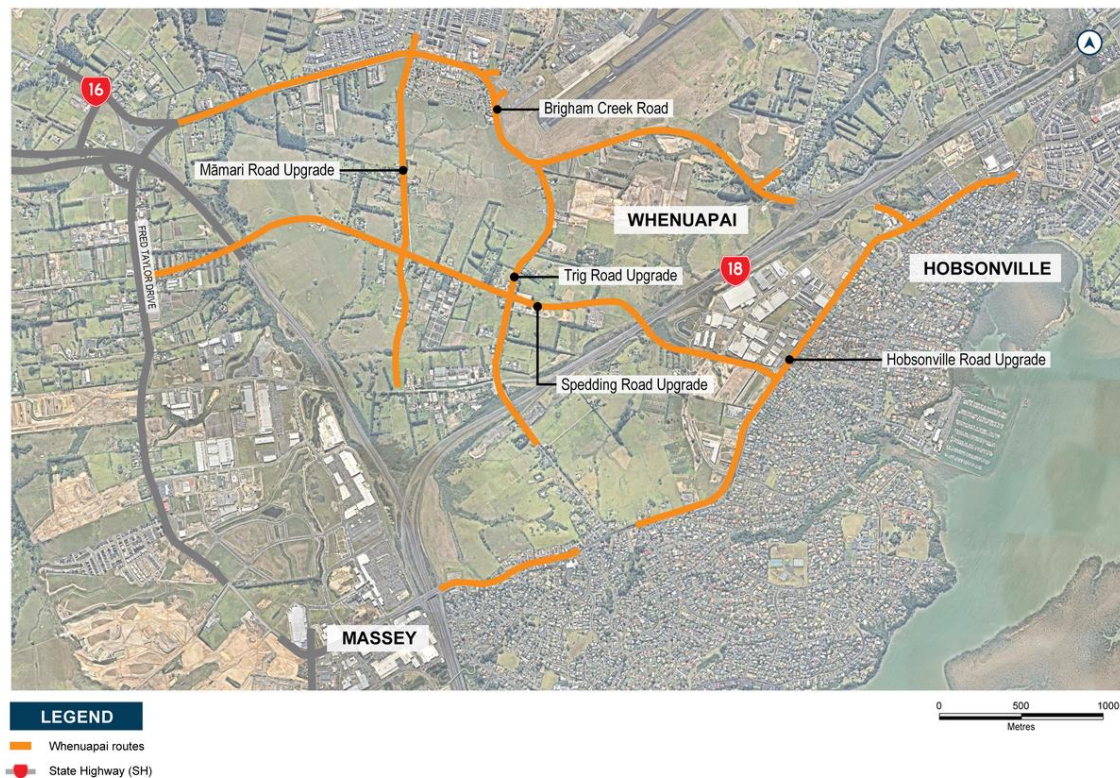 16
Brigham Creek Road
Māmari Road Upgrade
WHENUAPAI
FRED TAYLOR DRIVE
Trig Road Upgrade
18
HOBSONVILLE
Spedding Road Upgrade
Hobsonville Road Upgrade
MASSEY
LEGEND
Whenuapai routes
State Highway (SH)
0 500 1000
Metres